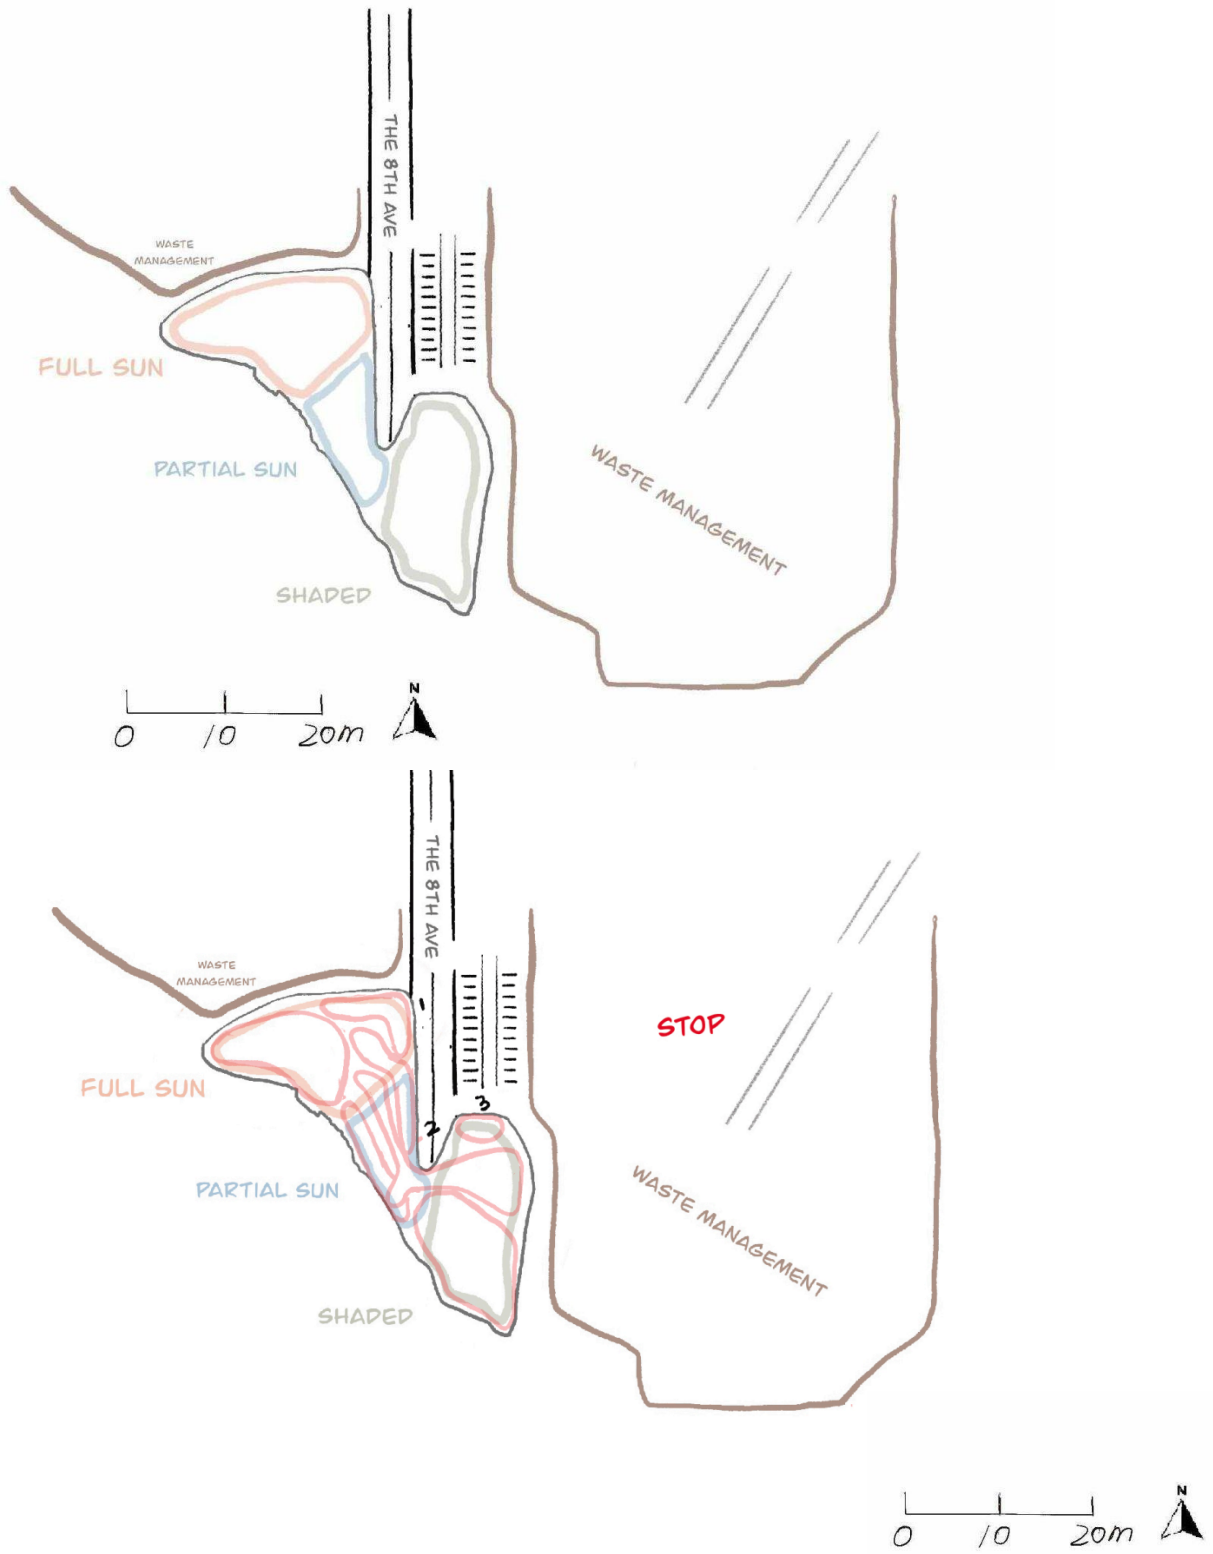 THE 8TH AVE
WASTE
MANAGEMENT
FULL SUN
PARTIAL SUN
WASTE MANAGEMENT
SHADED
N
0 10 20m
THE 8TH AVE
WASTE
MANAGEMENT
STOP
1
FULL SUN
3
2
PARTIAL SUN
WASTE MANAGEMENT
SHADED
N
0 10 20m